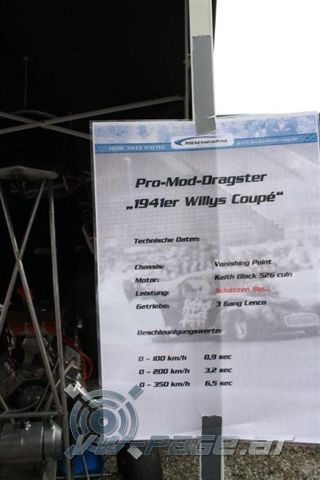 MORE THAN RACING
HOCKENHEIMRING
Pro-Mod-Dragster
„1941er Willys Coupé“
Technische Daten:
Chassis: Vanishing Point
Motor: Keith Black 526 cuin
Leistung: Schätzen Sie...
Getriebe: 3 Gang Lenco
Beschleunigungswerte:
0 – 100 km/h 0,9 sec
0 – 200 km/h 3,2 sec
0 – 350 km/h 6,5 sec
vw-page.at